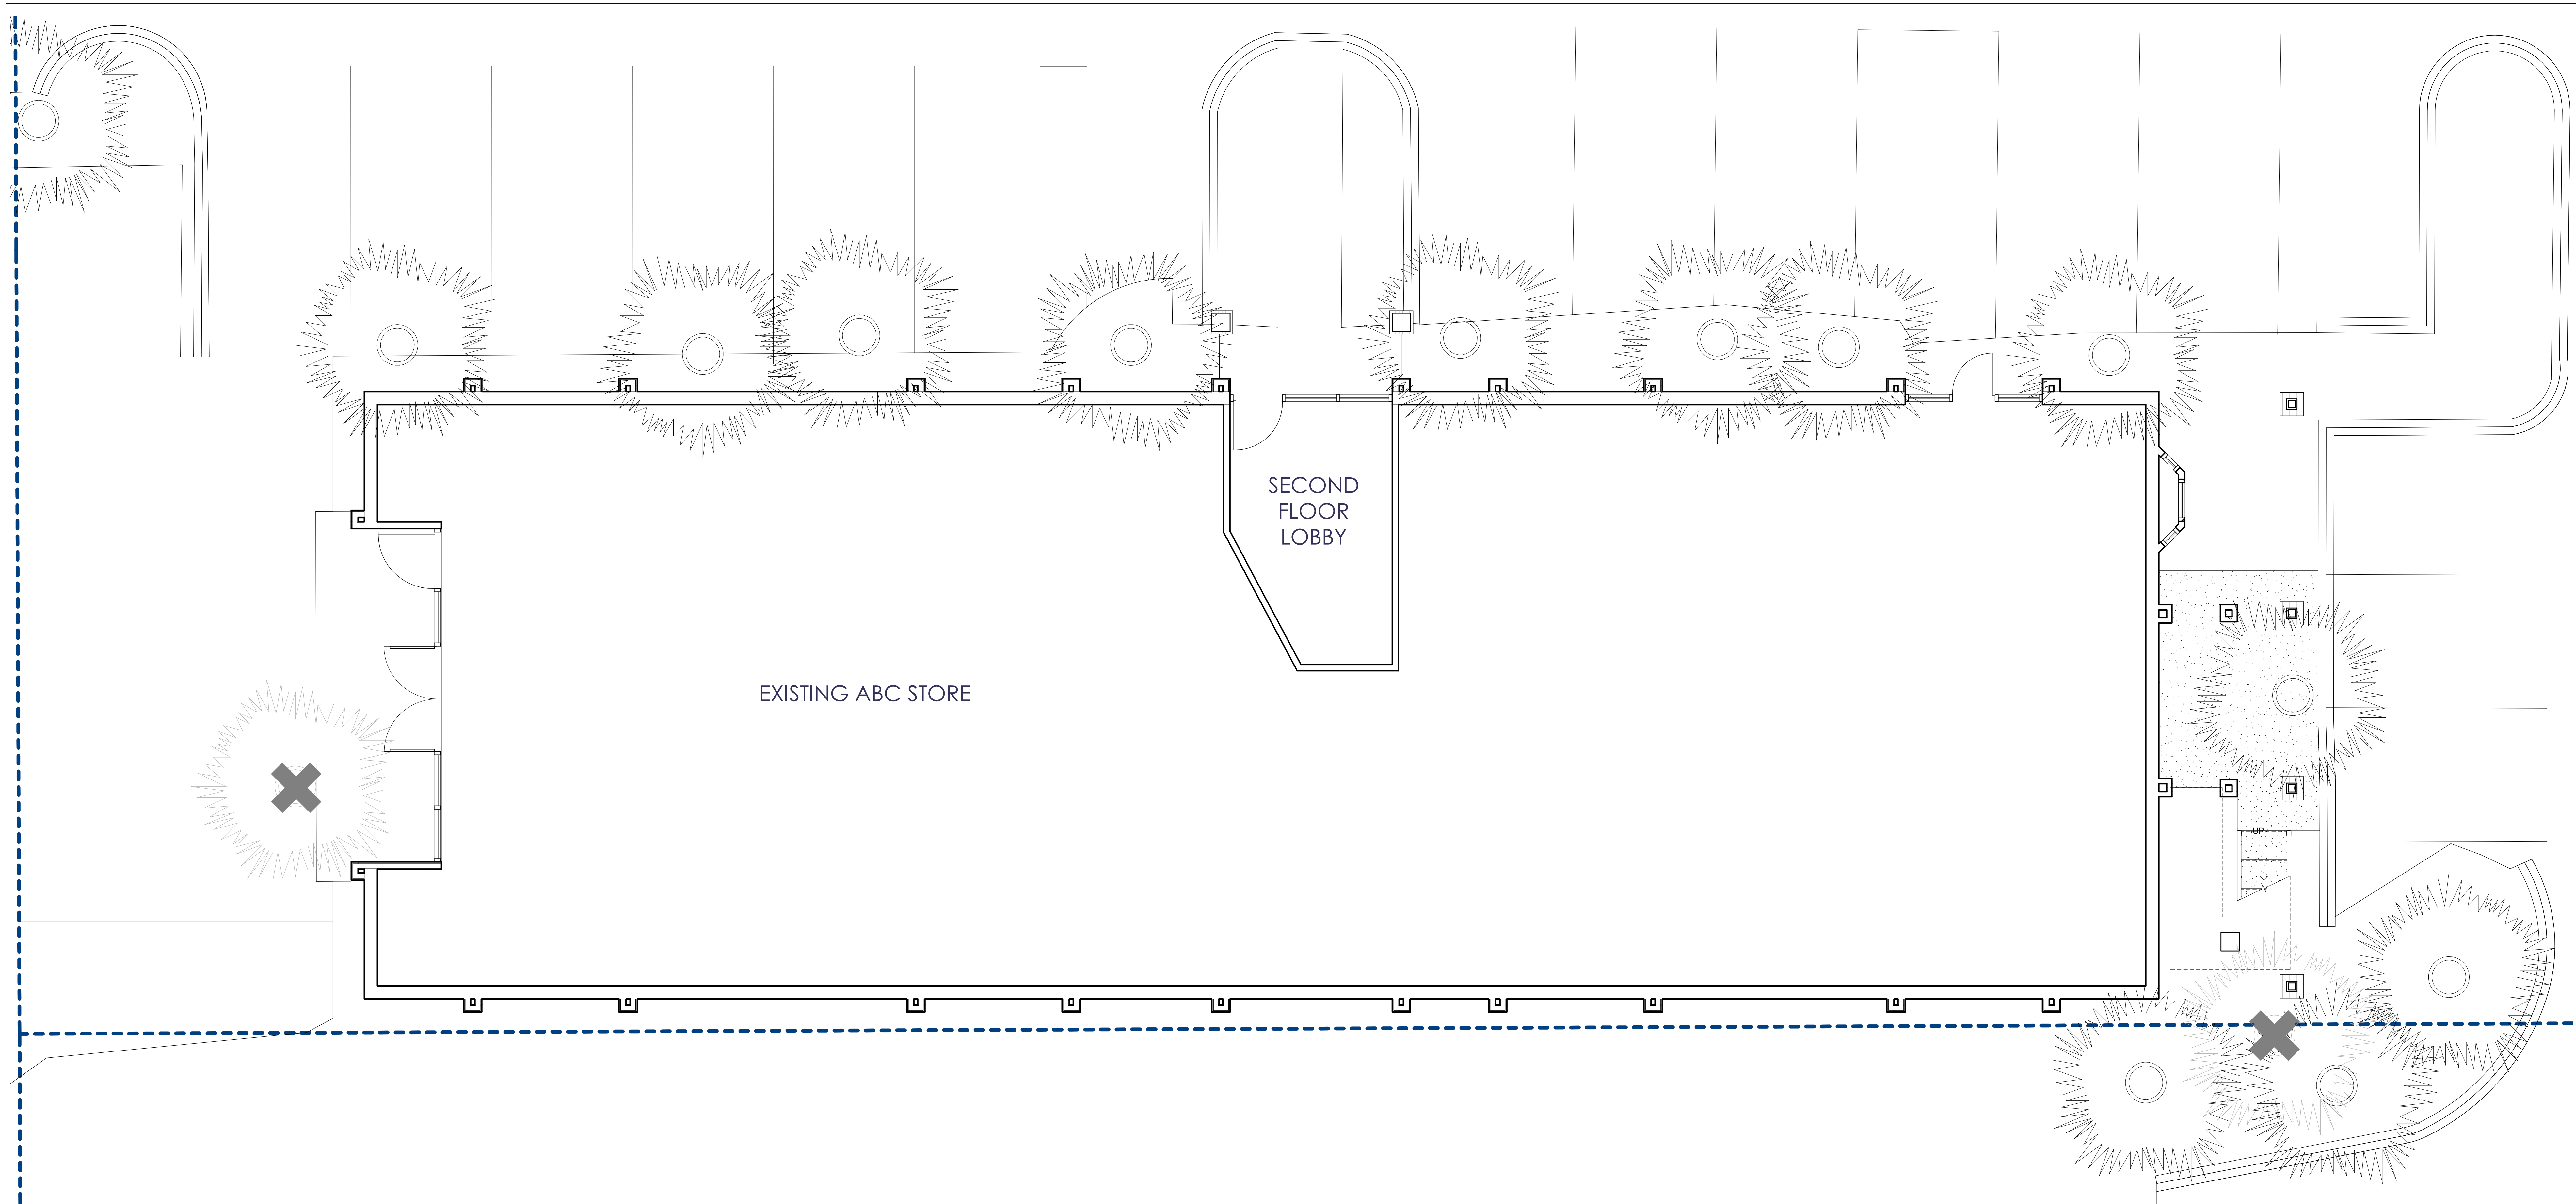 SECOND
FLOOR
LOBBY
EXISTING ABC STORE
UP